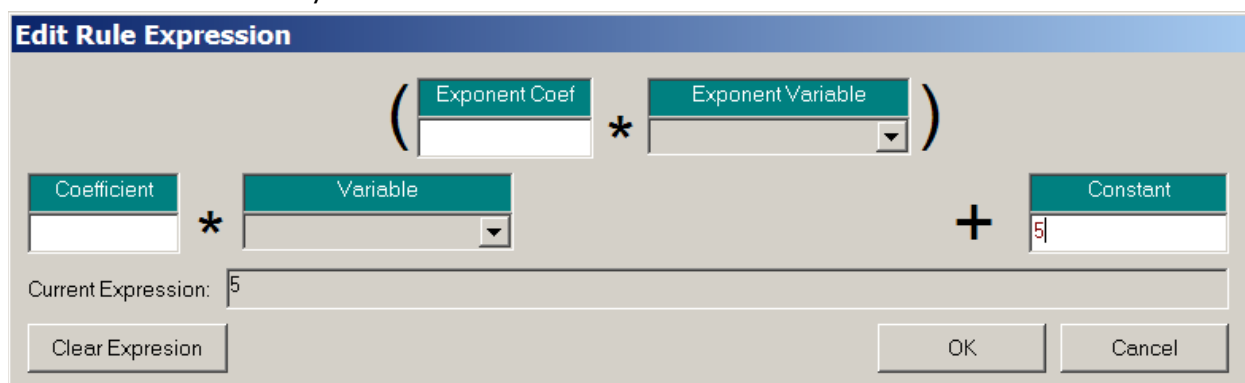 Edit Rule Expression
( Exponent Coef * Exponent Variable )
Coefficient * Variable + Constant
5
Current Expression: 5
Clear Expresion OK Cancel